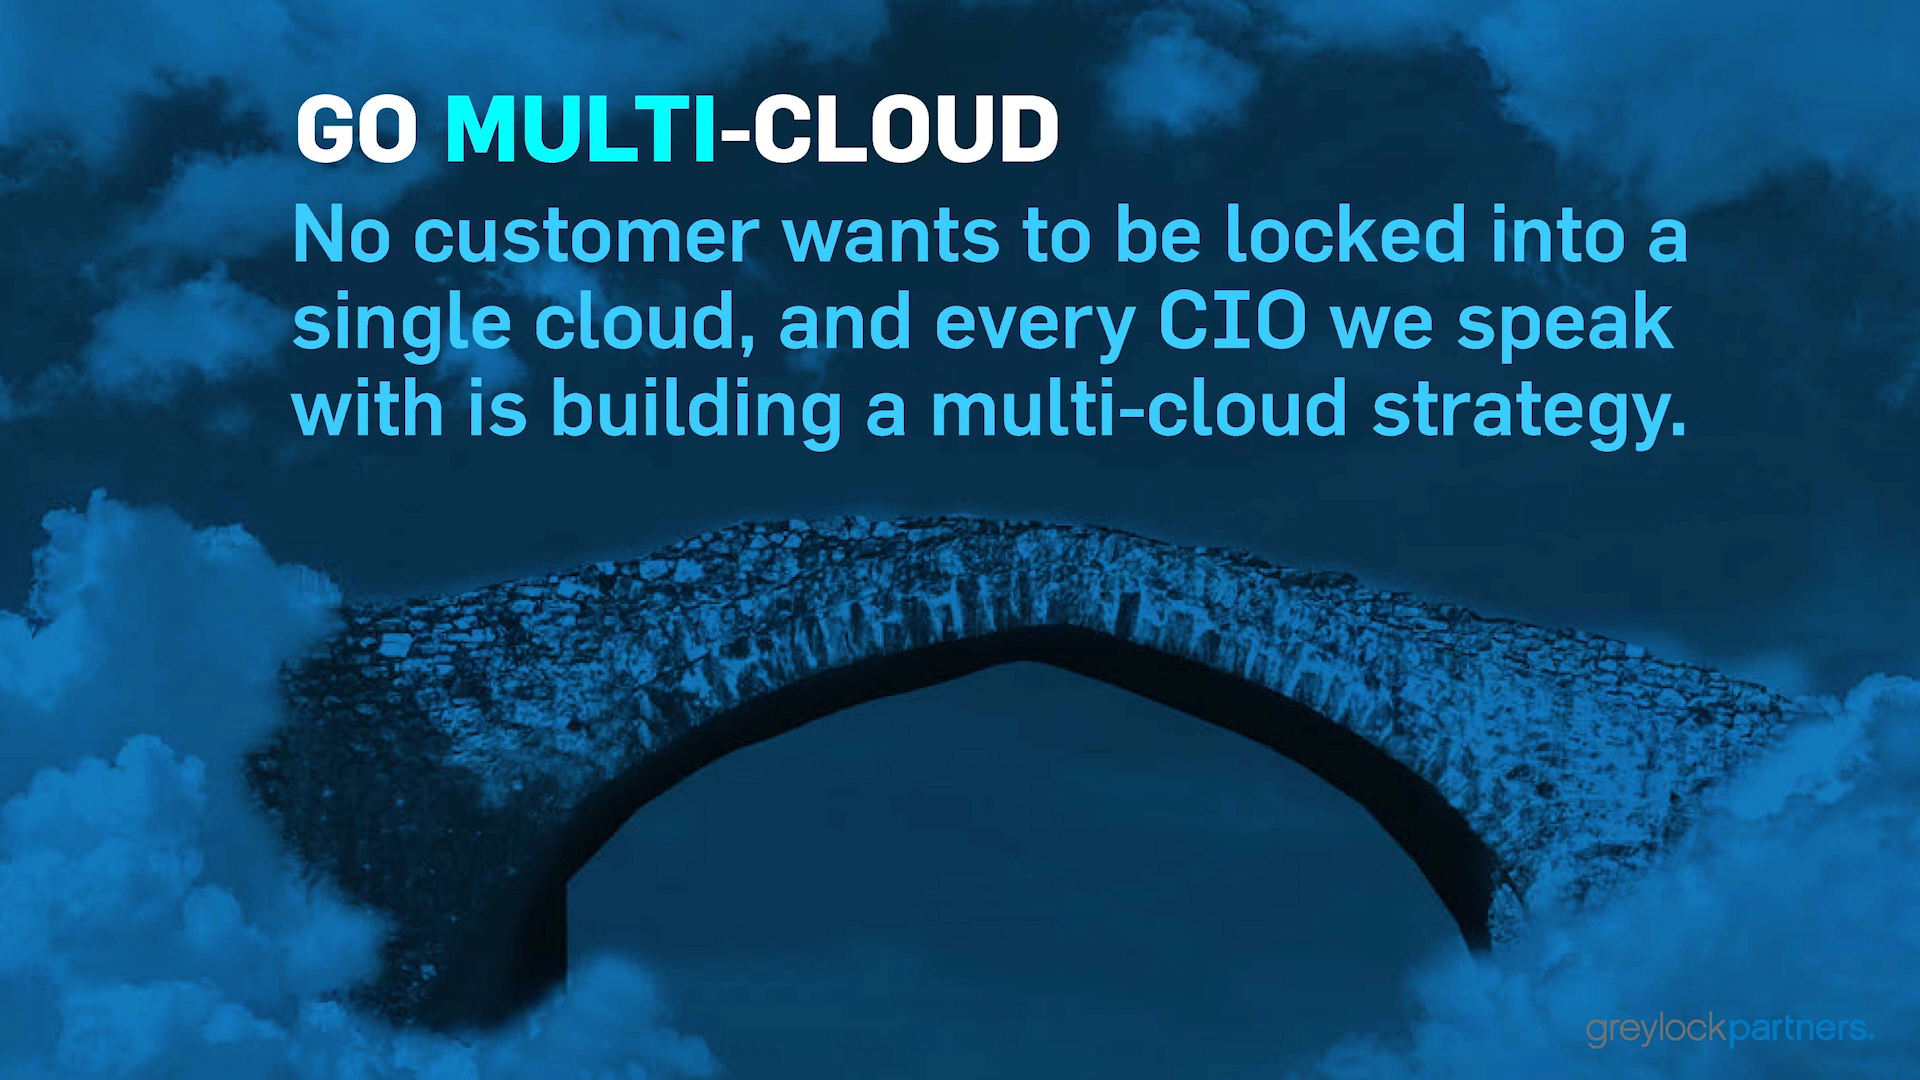 GO MULTI-CLOUD
No customer wants to be locked into a
single cloud, and every CIO we speak
with is building a multi-cloud strategy.
greylockpartners.